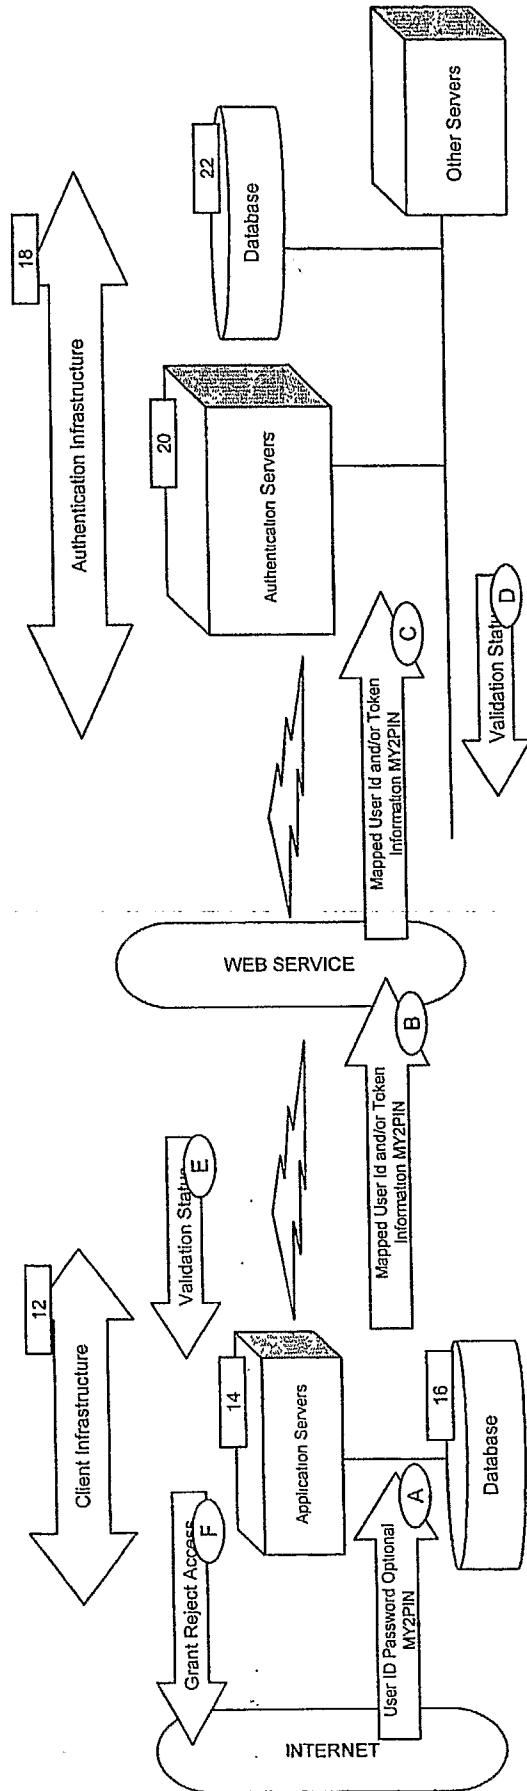 Client Infrastructure
12
Authentication Infrastructure
18
Grant Reject Access
F
Validation Status
E
Application Servers
14
Authentication Servers
20
Database
22
INTERNET
User ID Password Optional
MY2PIN
A
Database
16
Mapped User Id and/or Token
Information MY2PIN
B
WEB SERVICE
Mapped User Id and/or Token
Information MY2PIN
C
Validation Status
D
Other Servers